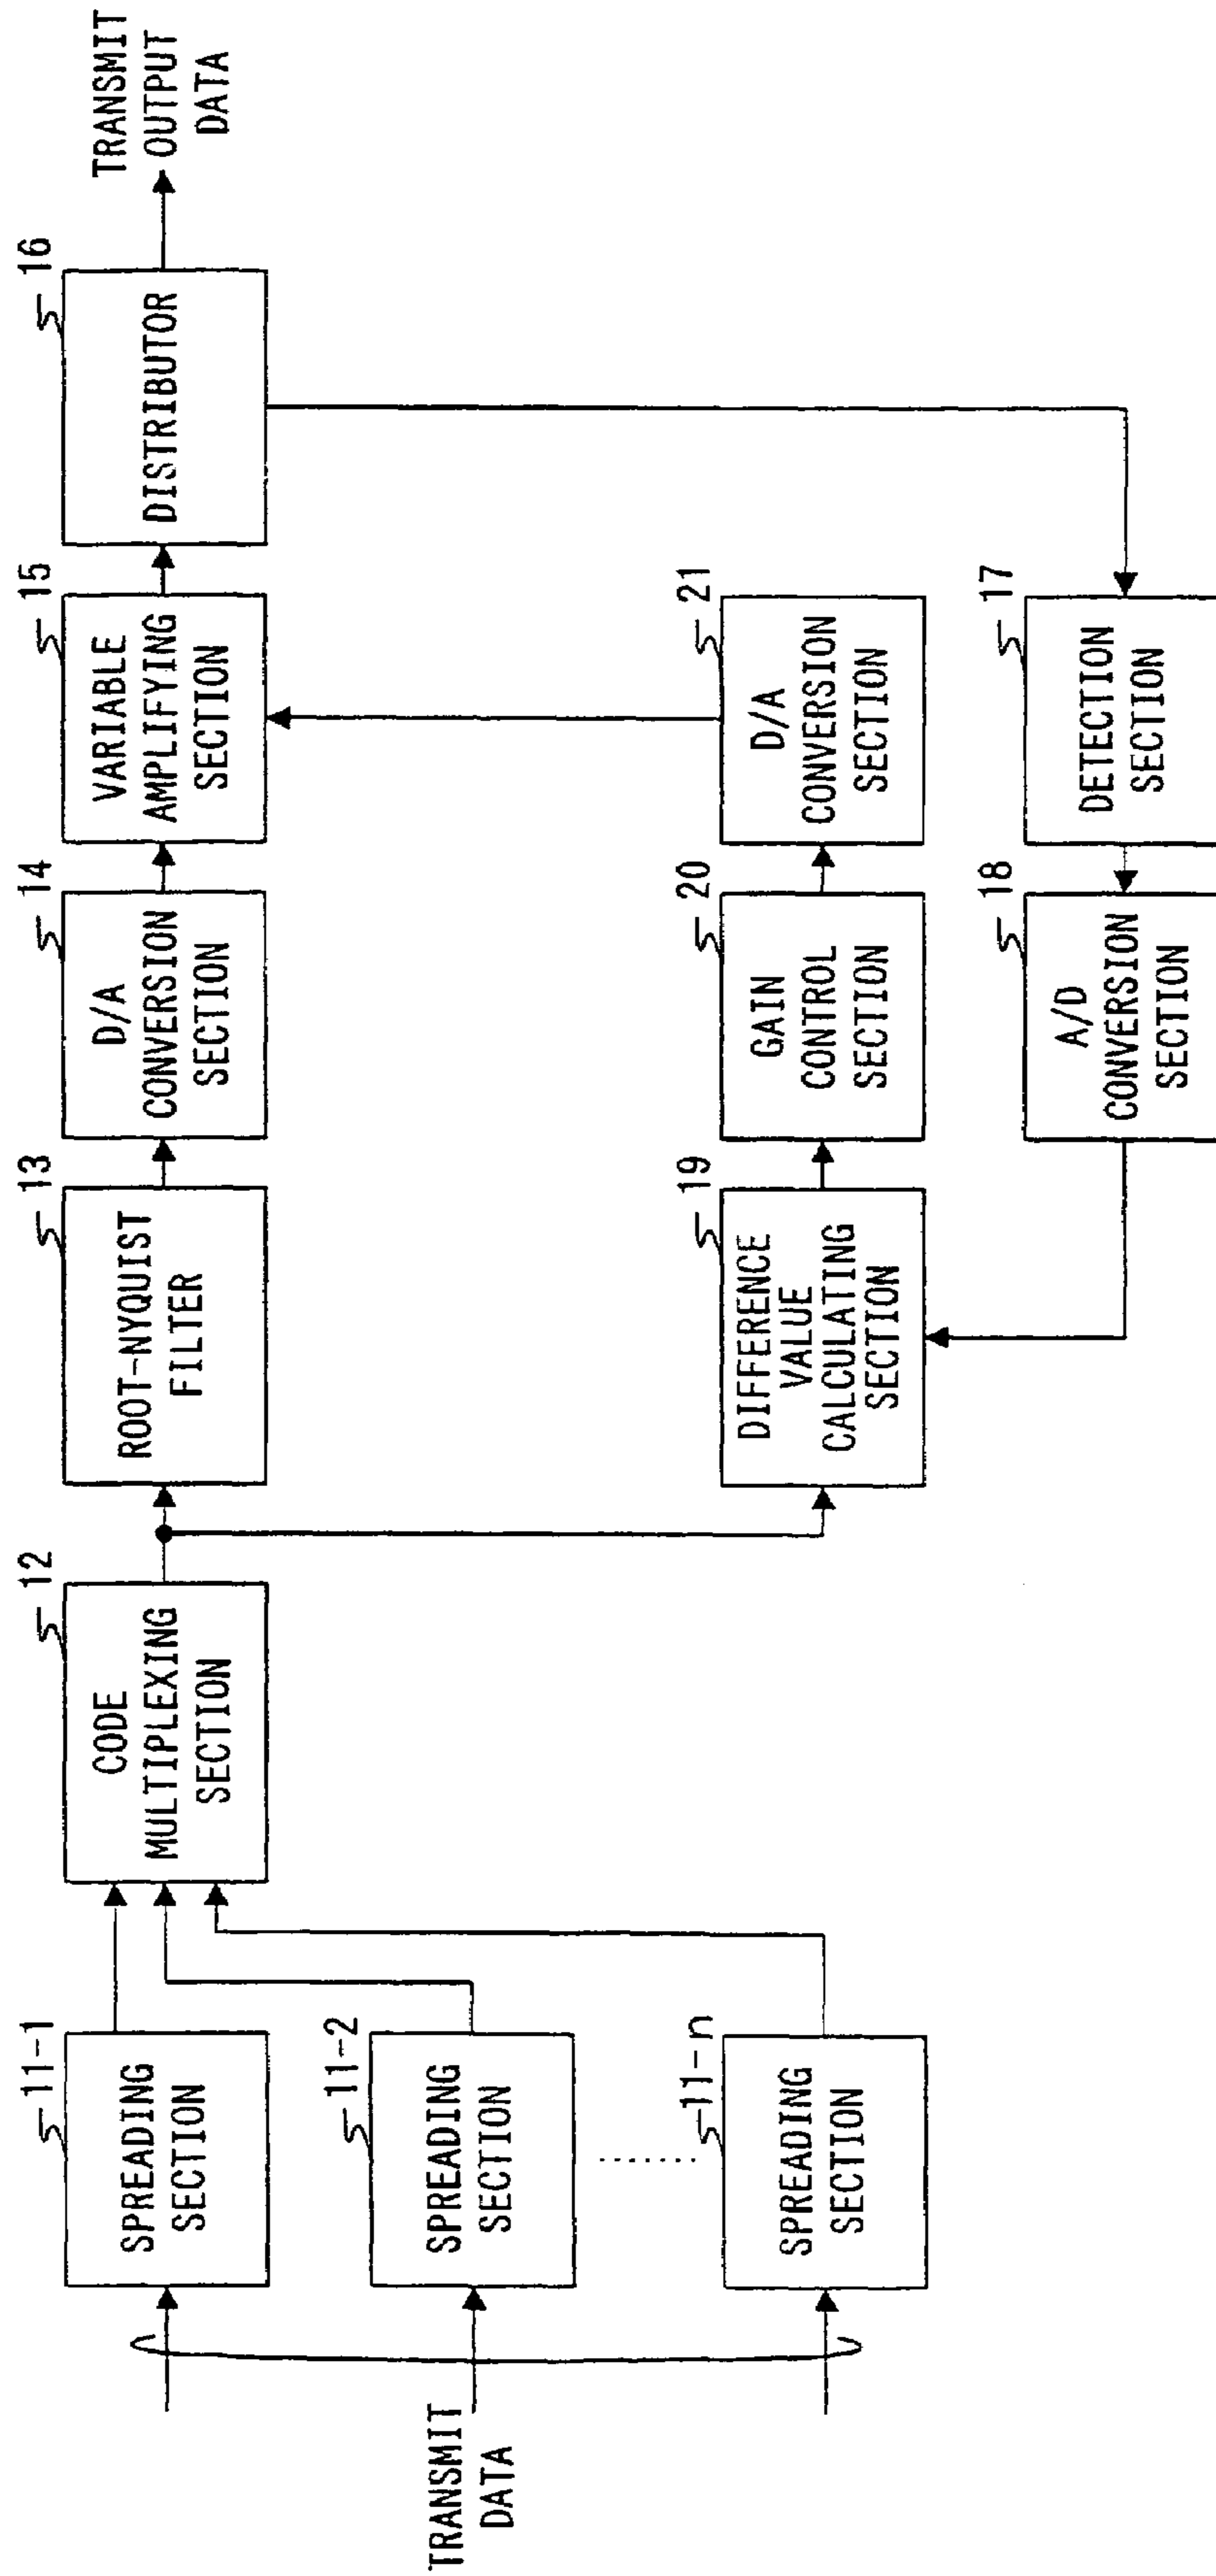 TRANSMIT
DATA
11-1
SPREADING
SECTION
11-2
SPREADING
SECTION
11-n
SPREADING
SECTION
12
CODE
MULTIPLEXING
SECTION
13
ROOT-NYQUIST
FILTER
14
D/A
CONVERSION
SECTION
15
VARIABLE
AMPLIFYING
SECTION
16
DISTRIBUTOR
TRANSMIT
OUTPUT
DATA
19
DIFFERENCE
VALUE
CALCULATING
SECTION
20
GAIN
CONTROL
SECTION
21
D/A
CONVERSION
SECTION
18
A/D
CONVERSION
SECTION
17
DETECTION
SECTION